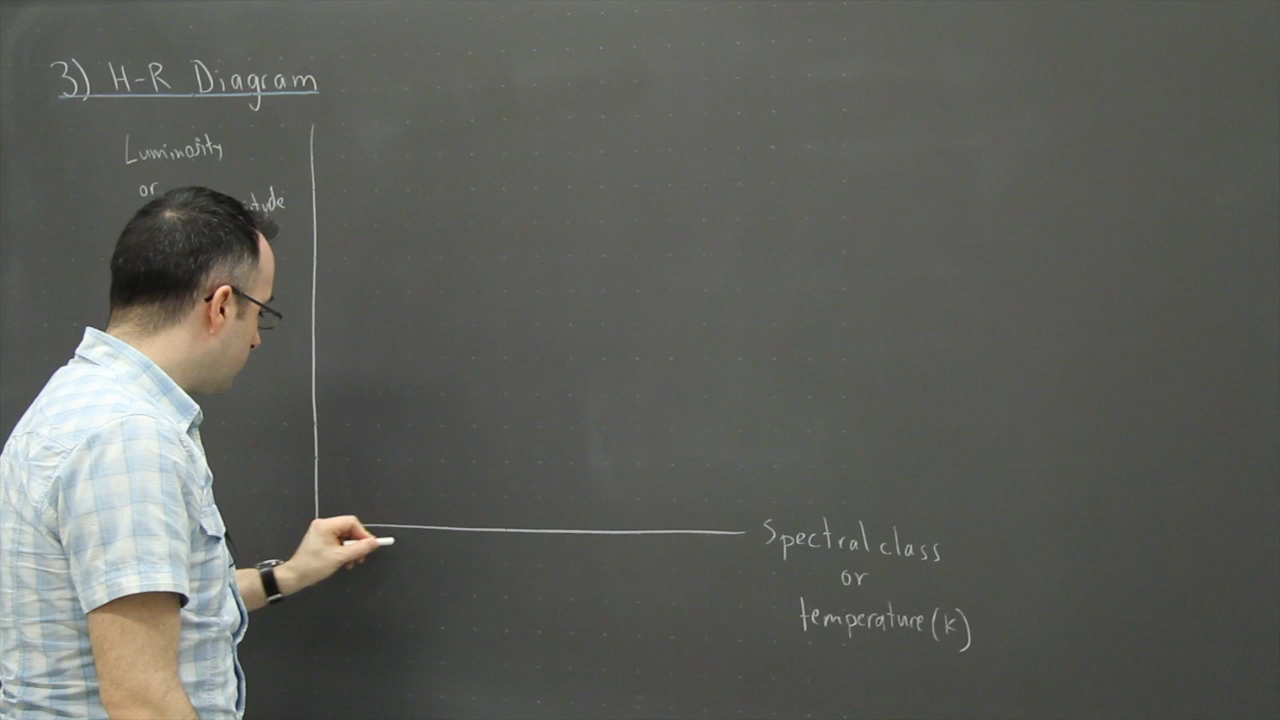 3) H-R Diagram
Luminosity
or
Spectral class
or
temperature (K)